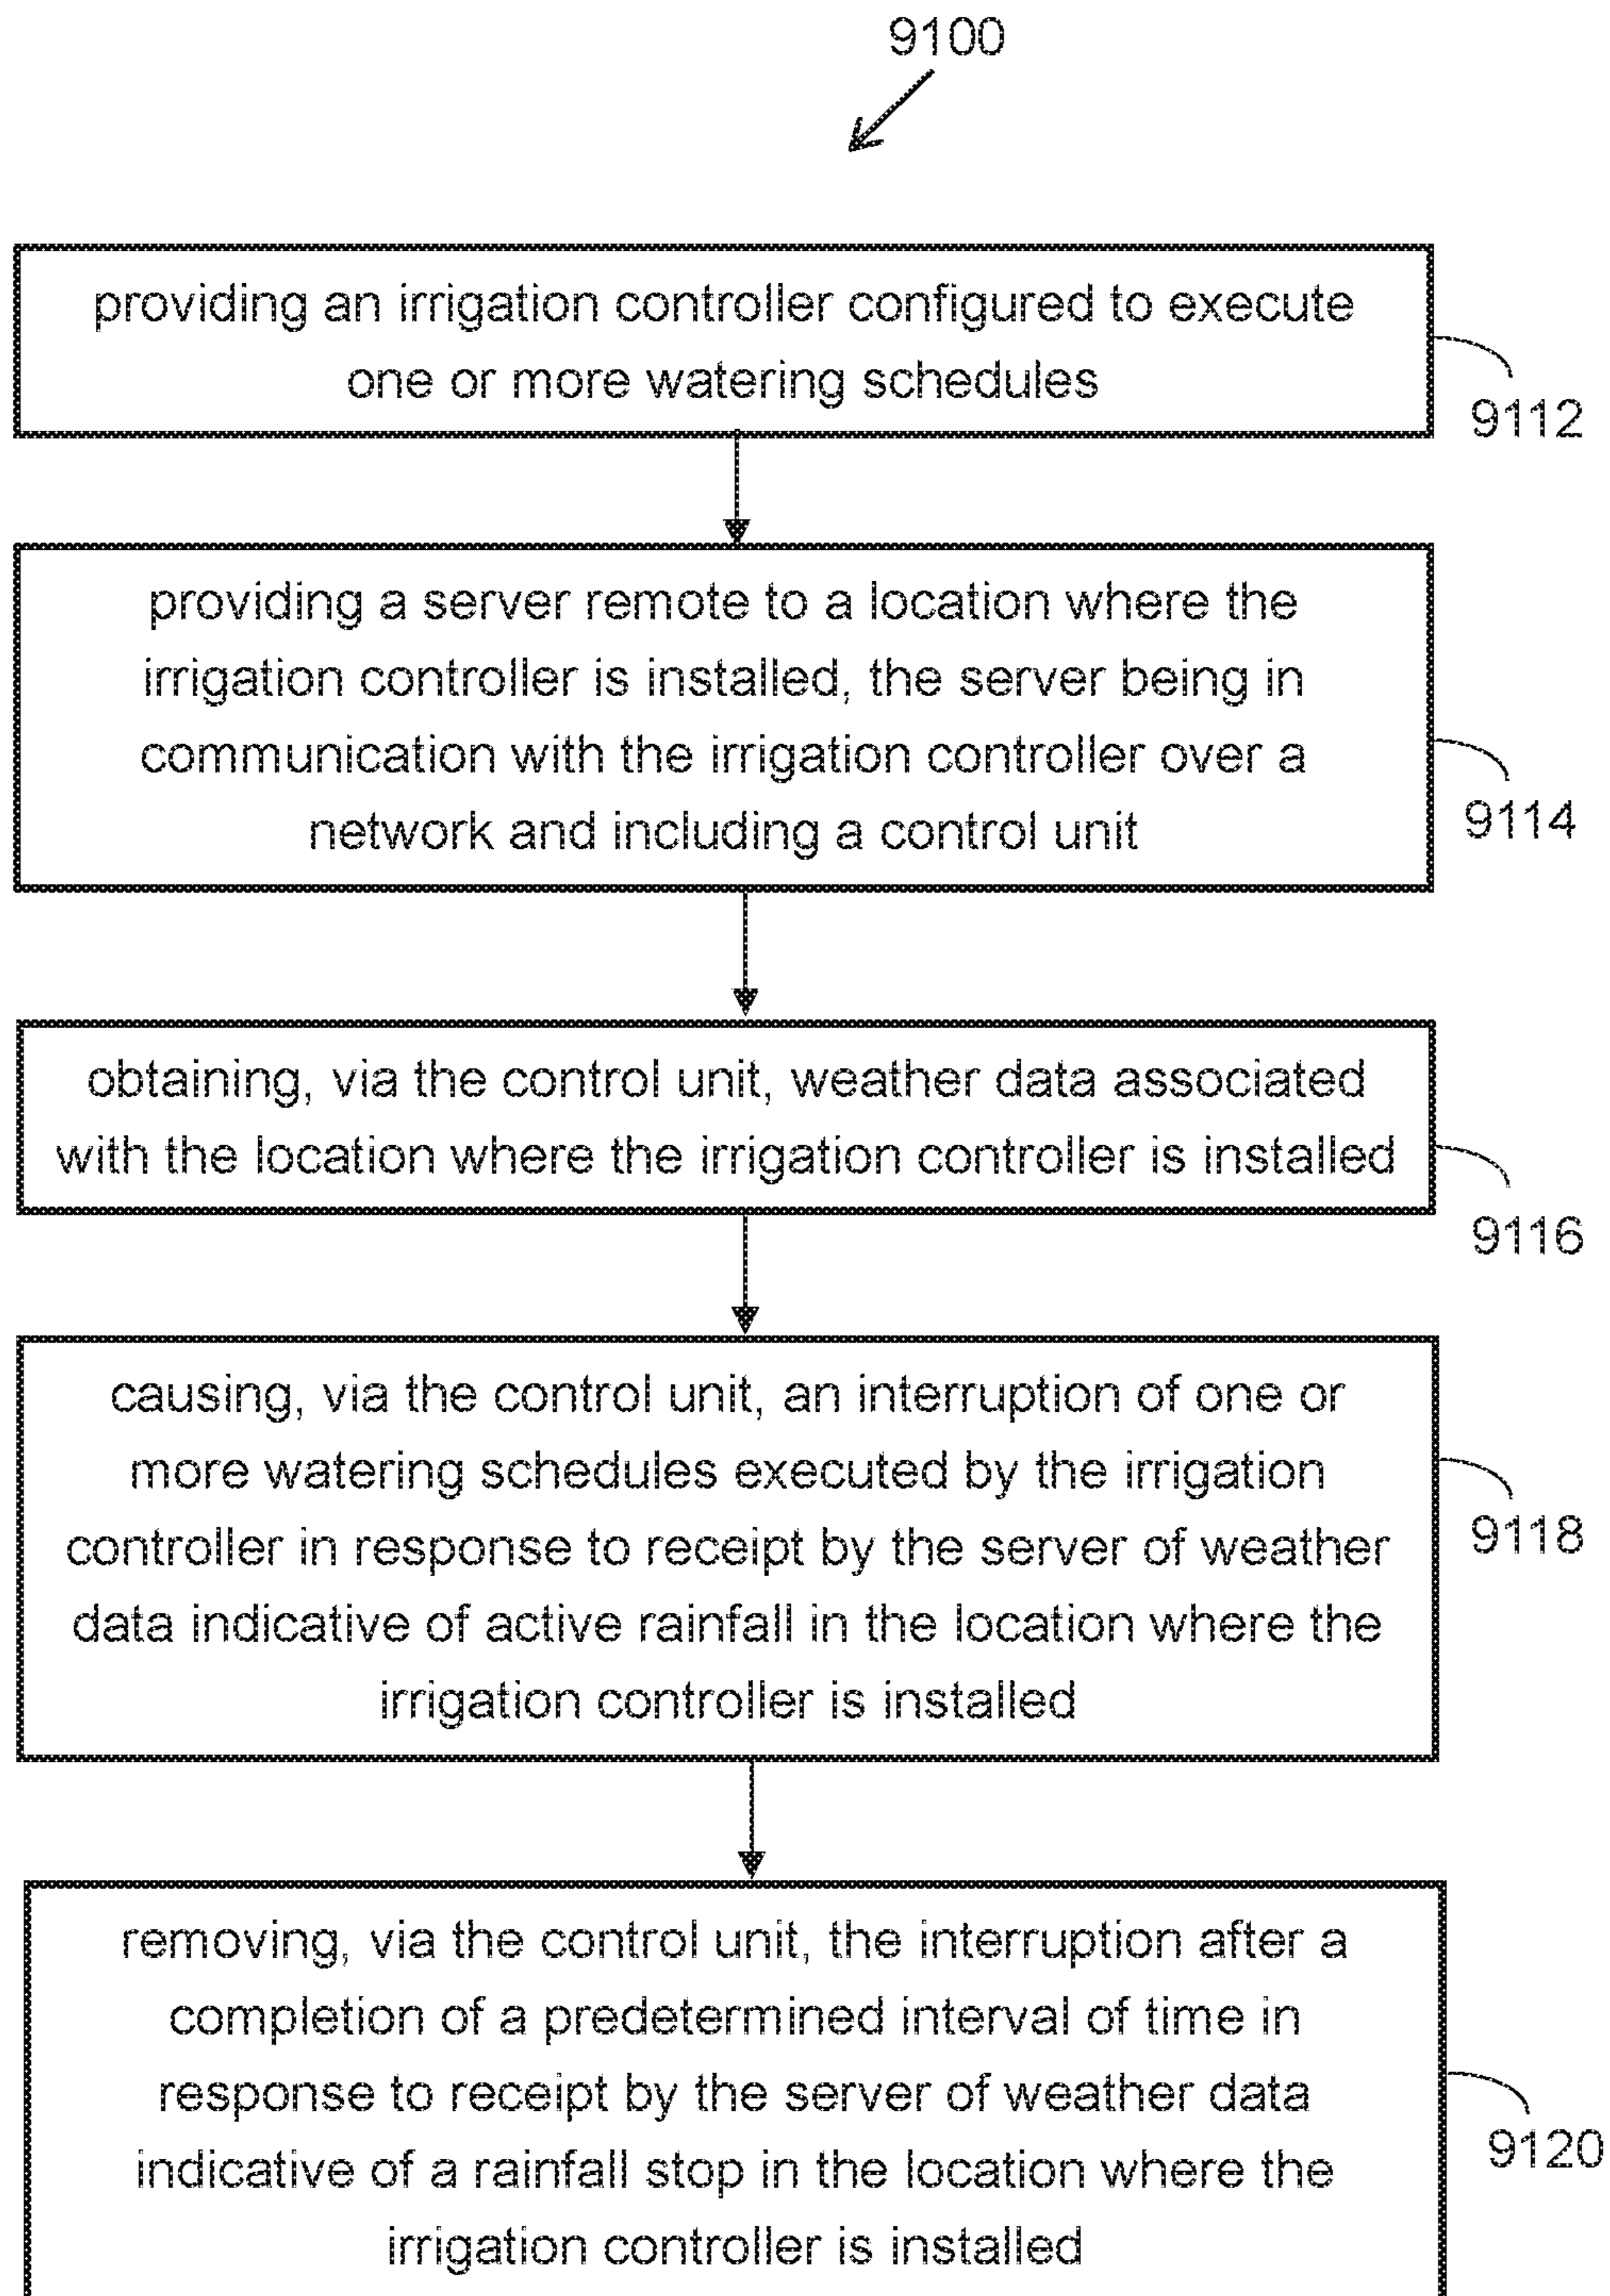 9100
providing an irrigation controller configured to execute
one or more watering schedules
9112
providing a server remote to a location where the
irrigation controller is installed, the server being in
communication with the irrigation controller over a
network and including a control unit
9114
obtaining, via the control unit, weather data associated
with the location where the irrigation controller is installed
9116
causing, via the control unit, an interruption of one or
more watering schedules executed by the irrigation
controller in response to receipt by the server of weather
data indicative of active rainfall in the location where the
irrigation controller is installed
9118
removing, via the control unit, the interruption after a
completion of a predetermined interval of time in
response to receipt by the server of weather data
indicative of a rainfall stop in the location where the
irrigation controller is installed
9120